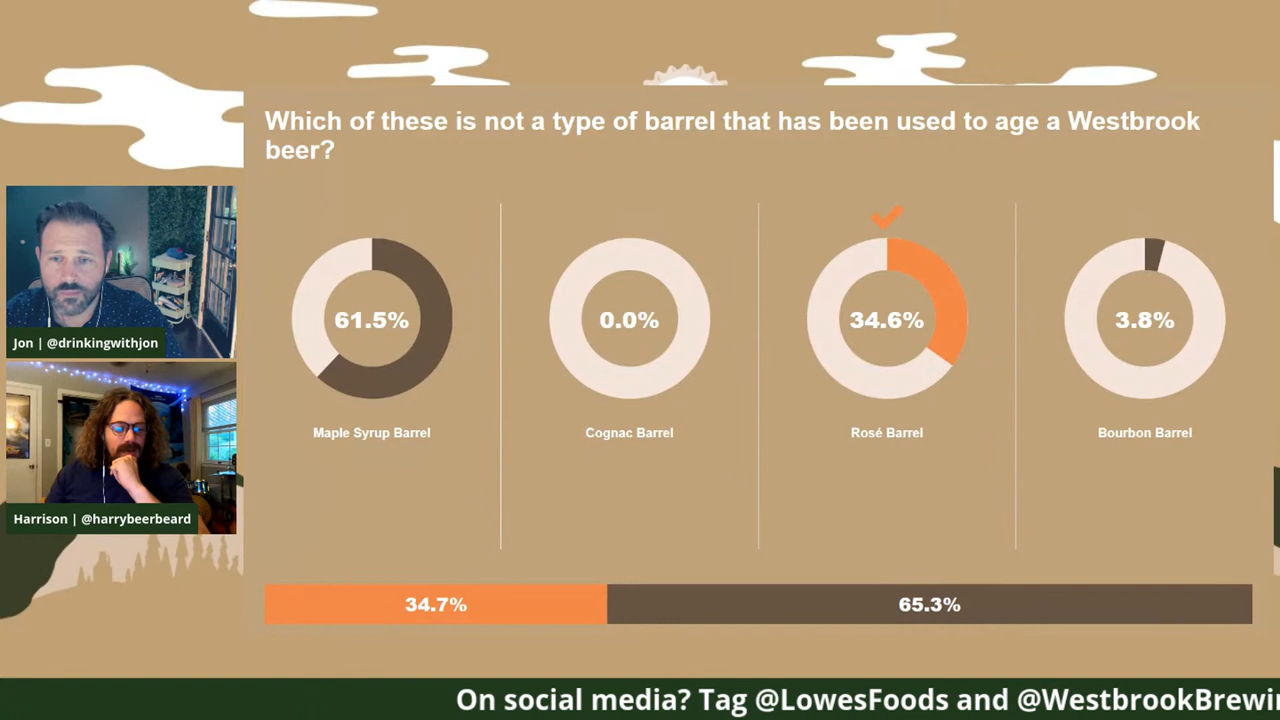 Which of these is not a type of barrel that has been used to age a Westbrook
beer?
61.5%
0.0%
34.6%
3.8%
Maple Syrup Barrel
Cognac Barrel
Rosé Barrel
Bourbon Barrel
34.7%
65.3%
Jon | @drinkingwithjon
Harrison | @harrybeerbeard
On social media? Tag @LowesFoods and @WestbrookBrewi